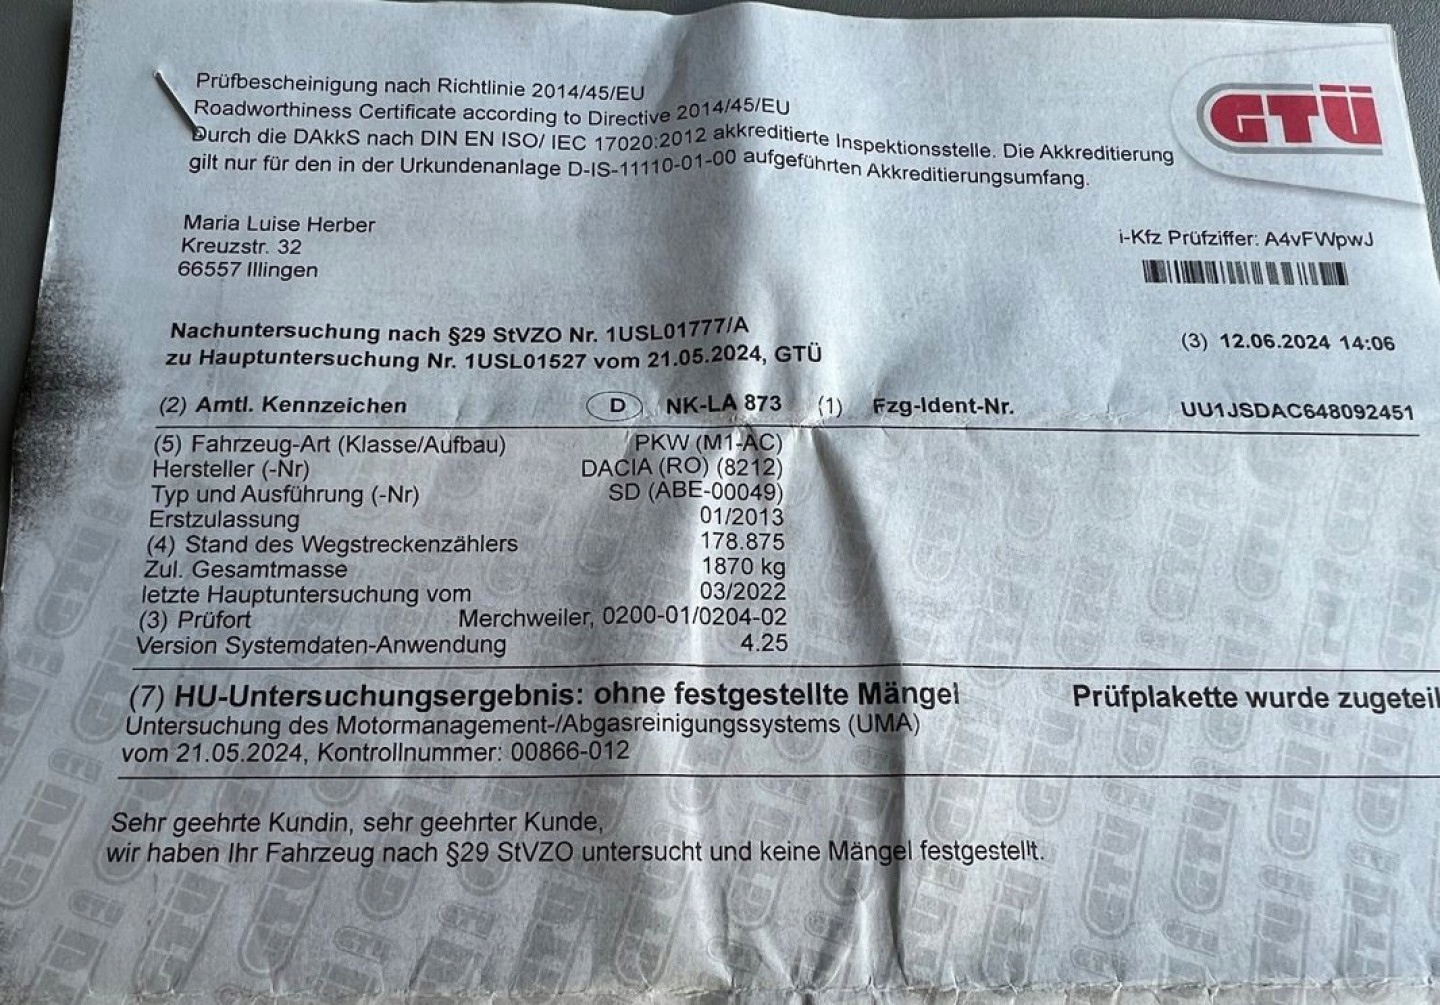 Prüfbescheinigung nach Richtlinie 2014/45/EU
Roadworthiness Certificate according to Directive 2014/45/EU
Durch die DAkkS nach DIN EN ISO/ IEC 17020:2012 akkreditierte Inspektionsstelle. Die Akkreditierung
gilt nur für den in der Urkundenanlage D-IS-11110-01-00 aufgeführten Akkreditierungsumfang.
GTÜ
Maria Luise Herber
Kreuzstr. 32
66557 Illingen
i-Kfz Prüfziffer: A4vFWpwJ
Nachuntersuchung nach §29 StVZO Nr. 1USL01777/A
zu Hauptuntersuchung Nr. 1USL01527 vom 21.05.2024, GTÜ
(3) 12.06.2024 14:06
(2) Amtl. Kennzeichen D NK-LA 873 (1) Fzg-Ident-Nr. UU1JSDAC648092451
(5) Fahrzeug-Art (Klasse/Aufbau) PKW (M1-AC)
Hersteller (-Nr) DACIA (RO) (8212)
Typ und Ausführung (-Nr) SD (ABE-00049)
Erstzulassung 01/2013
(4) Stand des Wegstreckenzählers 178.875
Zul. Gesamtmasse 1870 kg
letzte Hauptuntersuchung vom 03/2022
(3) Prüfort Merchweiler, 0200-01/0204-02
Version Systemdaten-Anwendung 4.25
(7) HU-Untersuchungsergebnis: ohne festgestellte Mängel Prüfplakette wurde zugeteil
Untersuchung des Motormanagement-/Abgasreinigungssystems (UMA)
vom 21.05.2024, Kontrollnummer: 00866-012
Sehr geehrte Kundin, sehr geehrter Kunde,
wir haben Ihr Fahrzeug nach §29 StVZO untersucht und keine Mängel festgestellt.